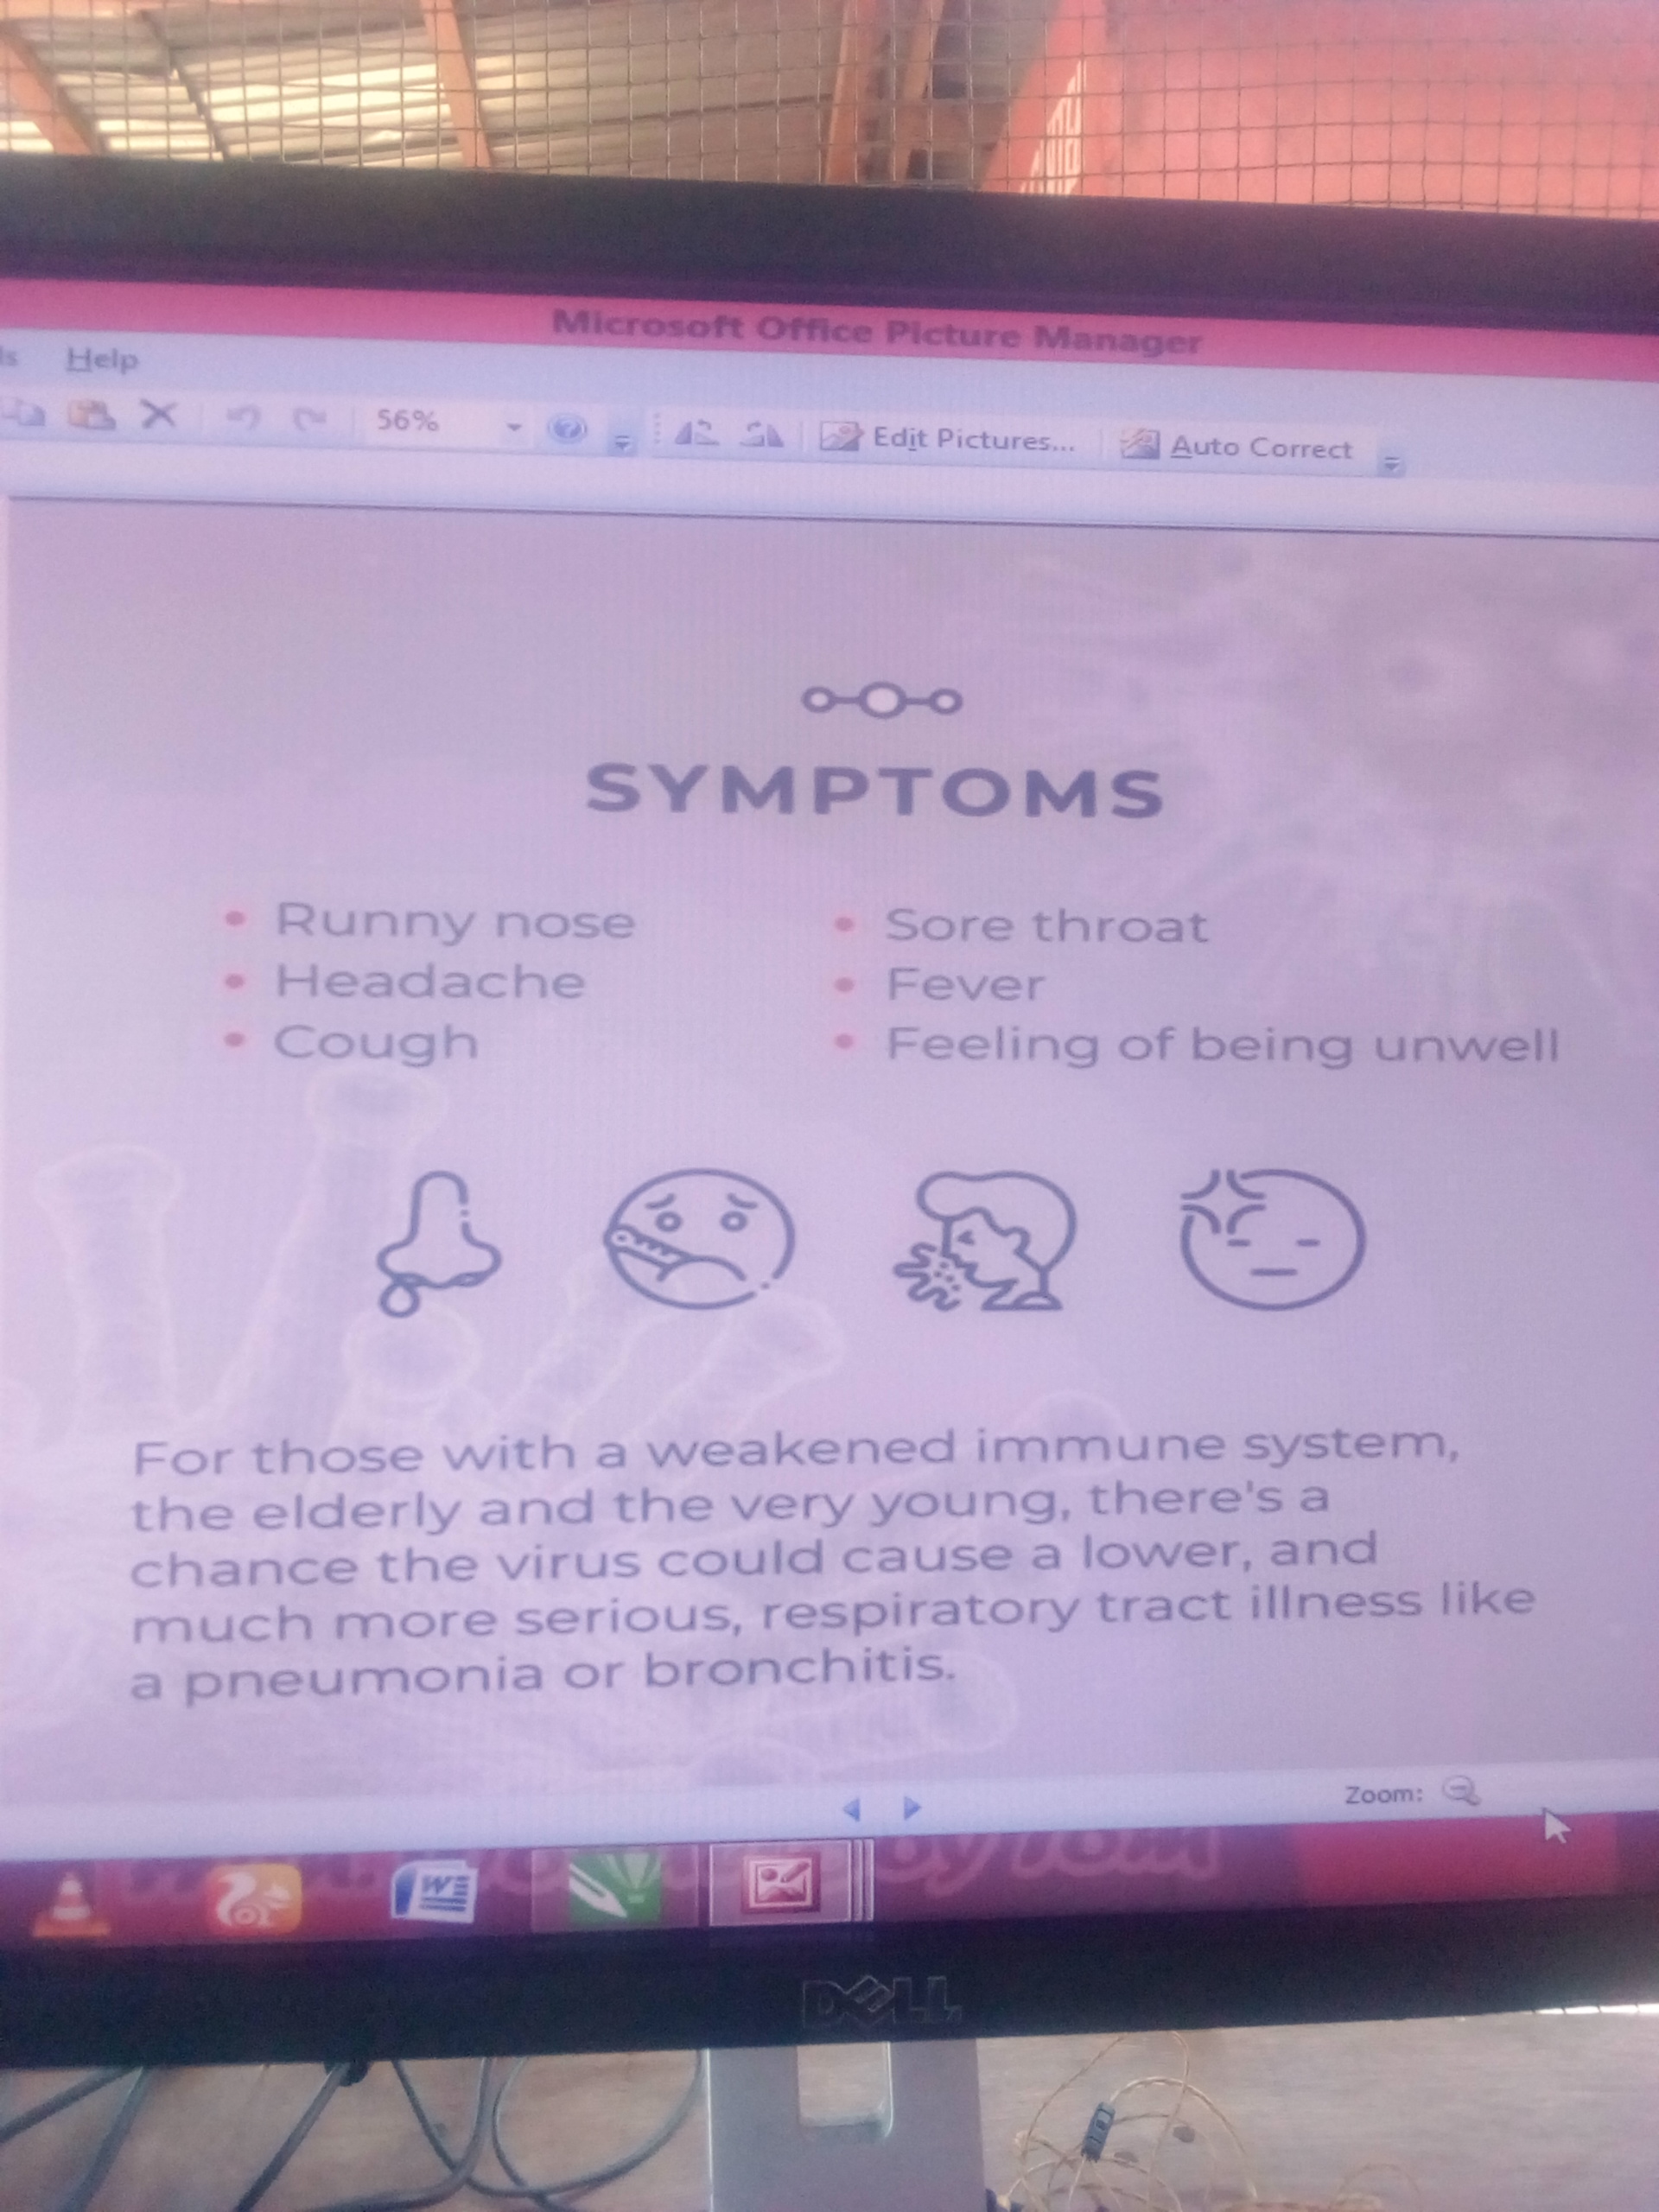 Microsoft Office Picture Manager
ls Help
56% Edit Pictures... Auto Correct
SYMPTOMS
• Runny nose
• Headache
• Cough
• Sore throat
• Fever
• Feeling of being unwell
For those with a weakened immune system,
the elderly and the very young, there's a
chance the virus could cause a lower, and
much more serious, respiratory tract illness like
a pneumonia or bronchitis.
Zoom:
W
DELL